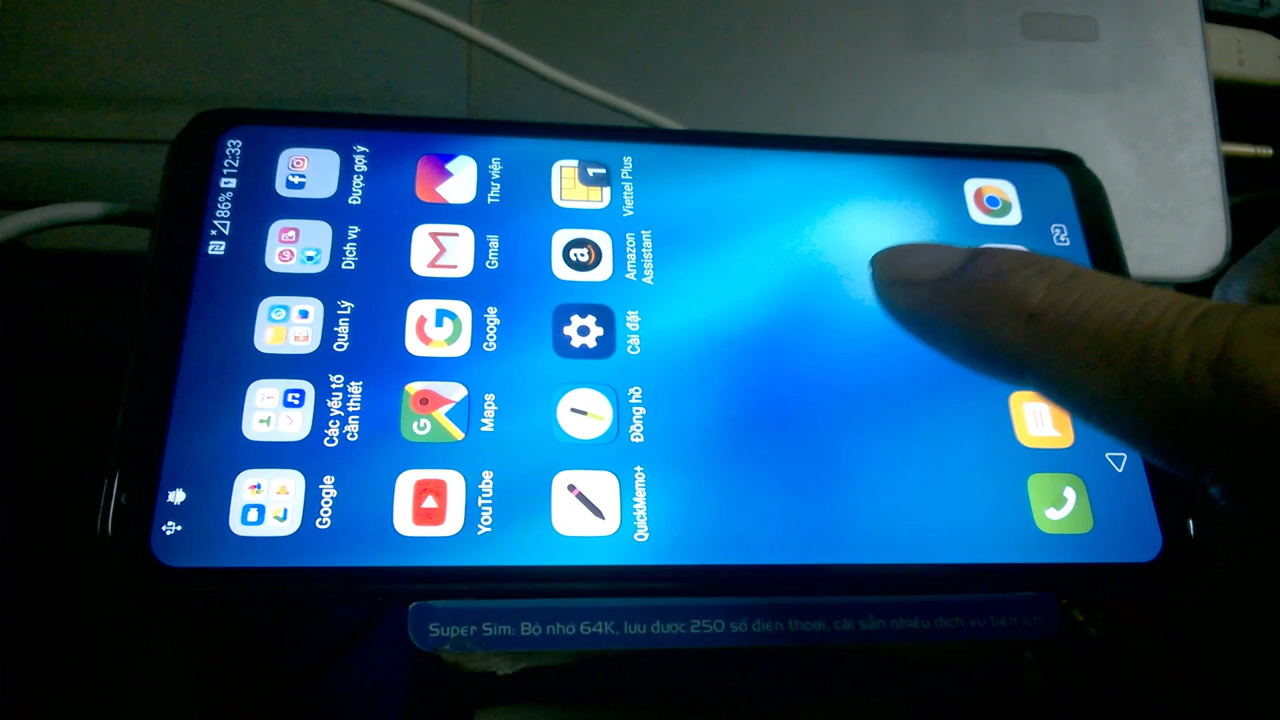 86% 12:33
Google
Các yếu tố
cần thiết
Quản Lý
Dịch vụ
Được gợi ý
YouTube
Maps
Google
Gmail
Thư viện
QuickMemo+
Đồng hồ
Cài đặt
Amazon
Assistant
Viettel Plus
Super Sim: Bộ nhớ 64K, lưu được 250 số điện thoại, cài sẵn nhiều dịch vụ tiện ích